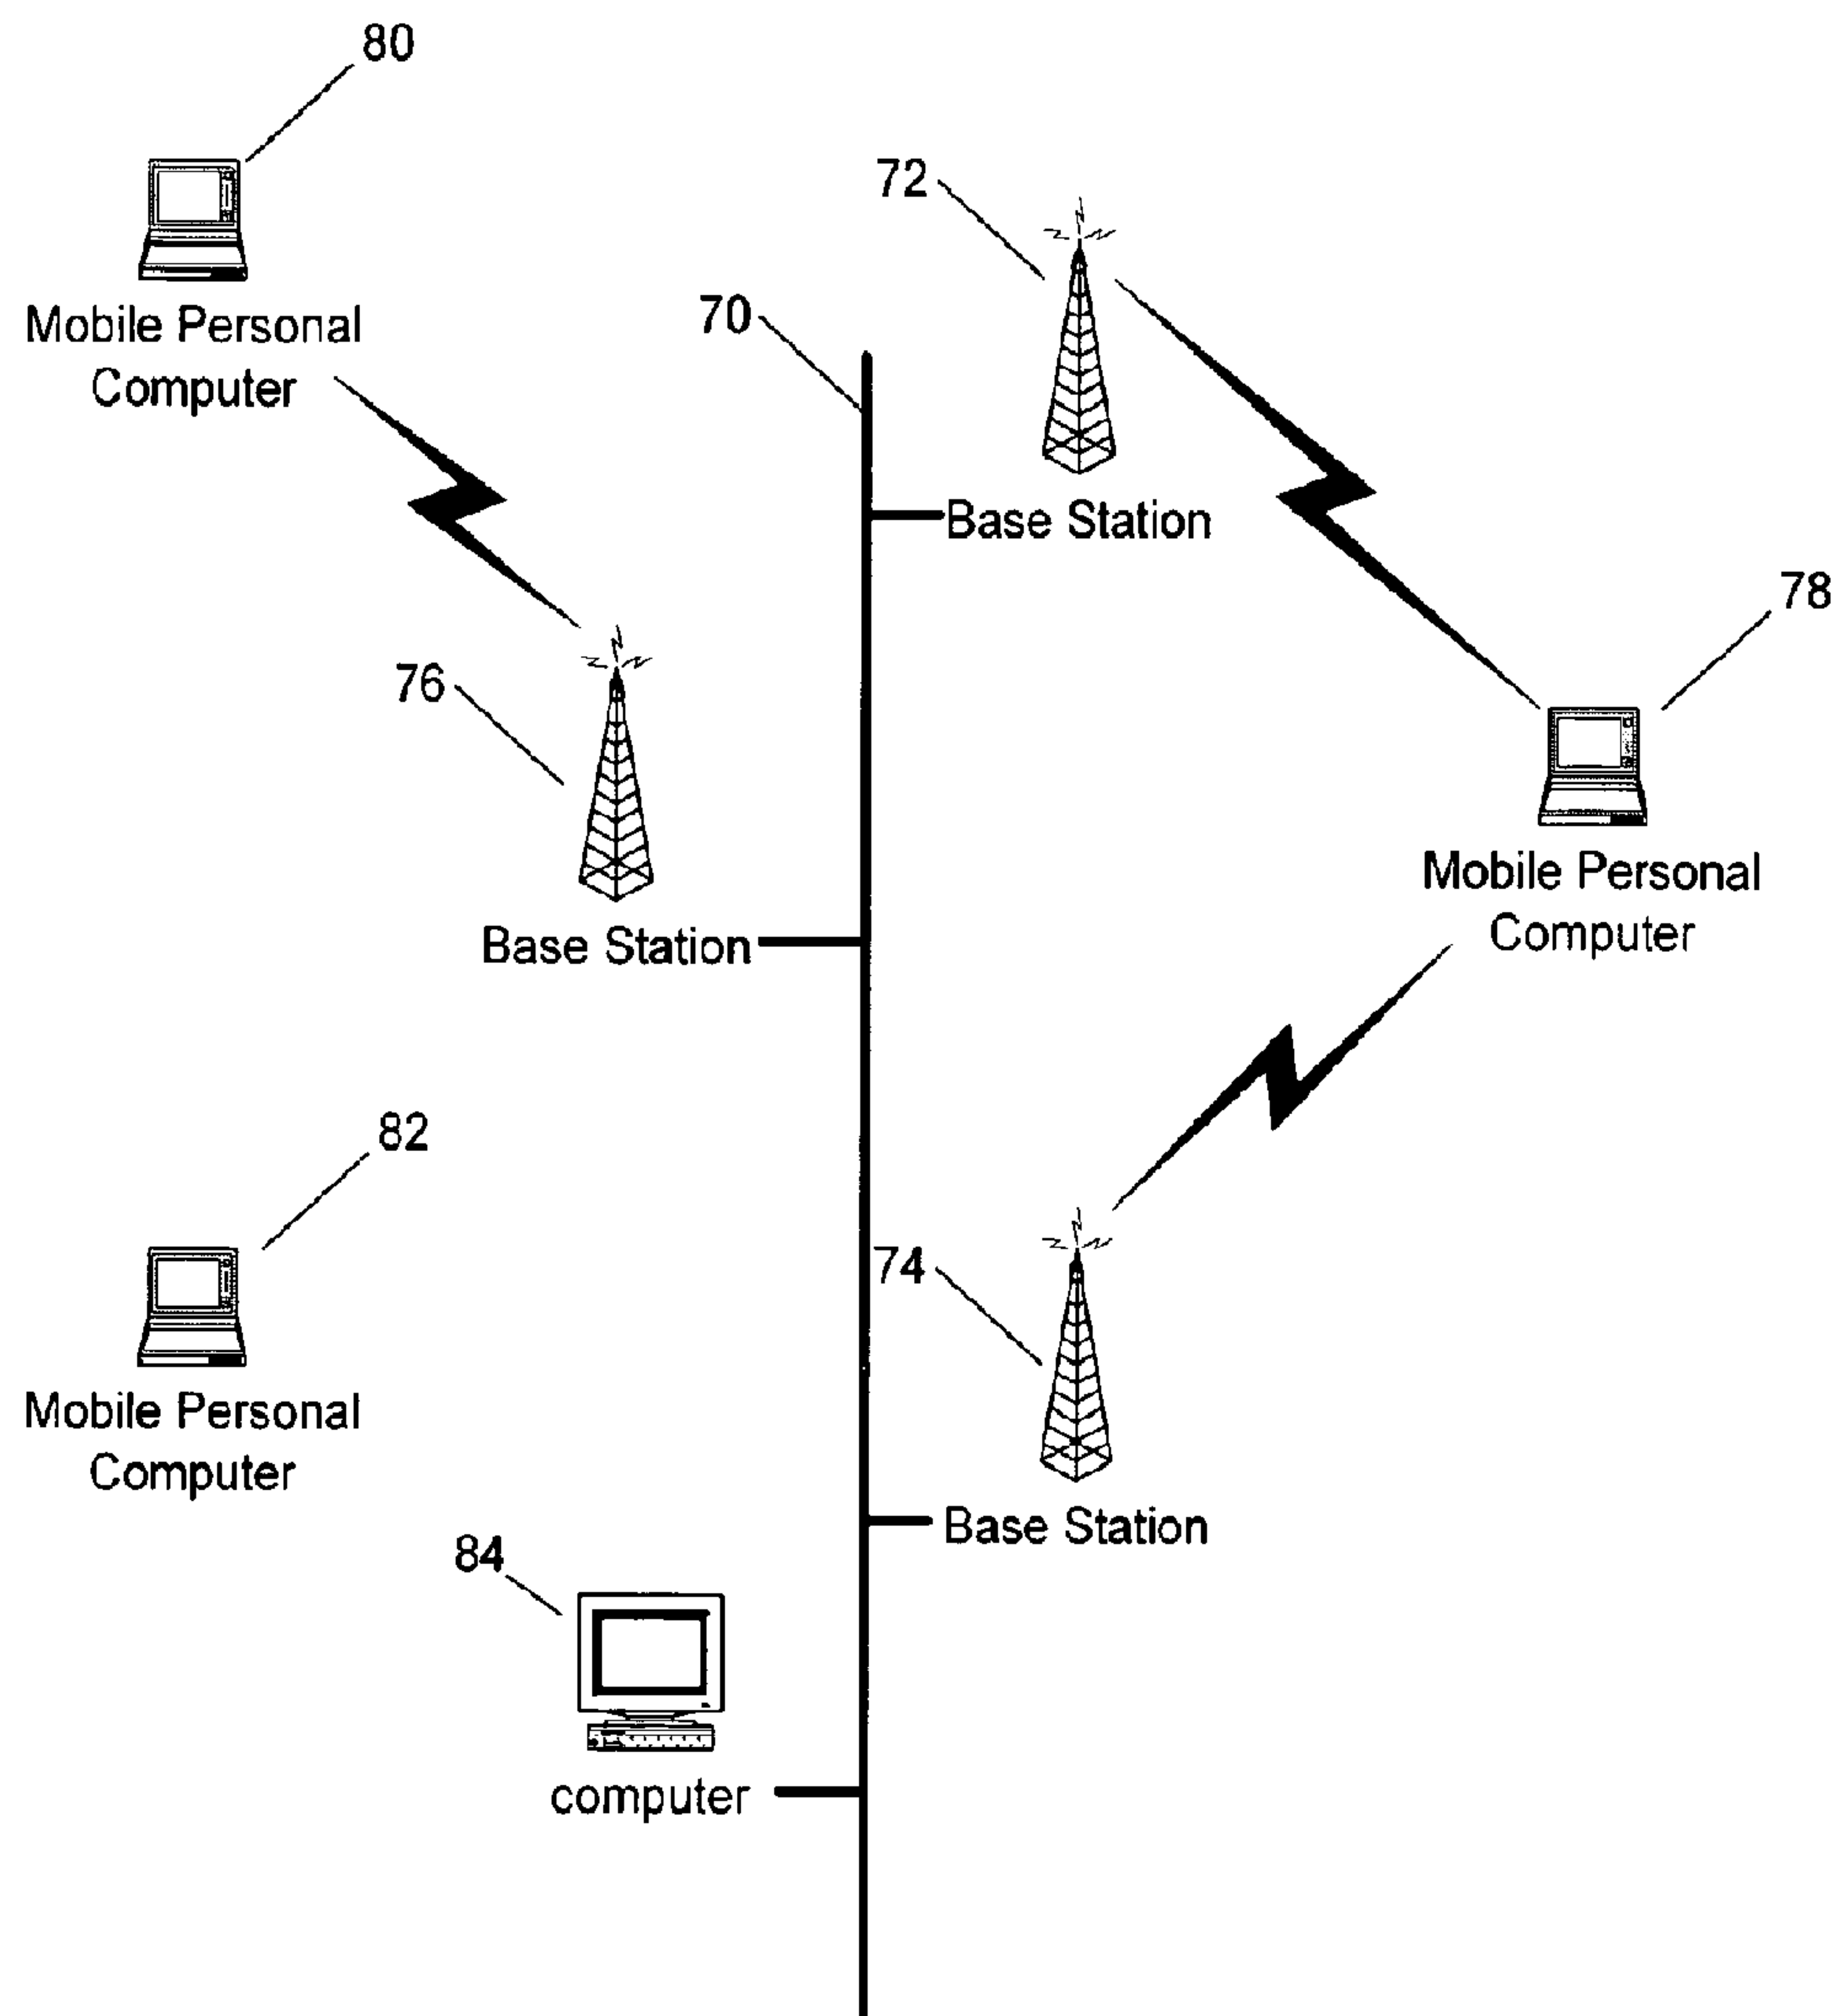 80
72
Mobile Personal
Computer
70
Base Station
78
76
Mobile Personal
Computer
Base Station
82
74
Mobile Personal
Computer
Base Station
84
computer